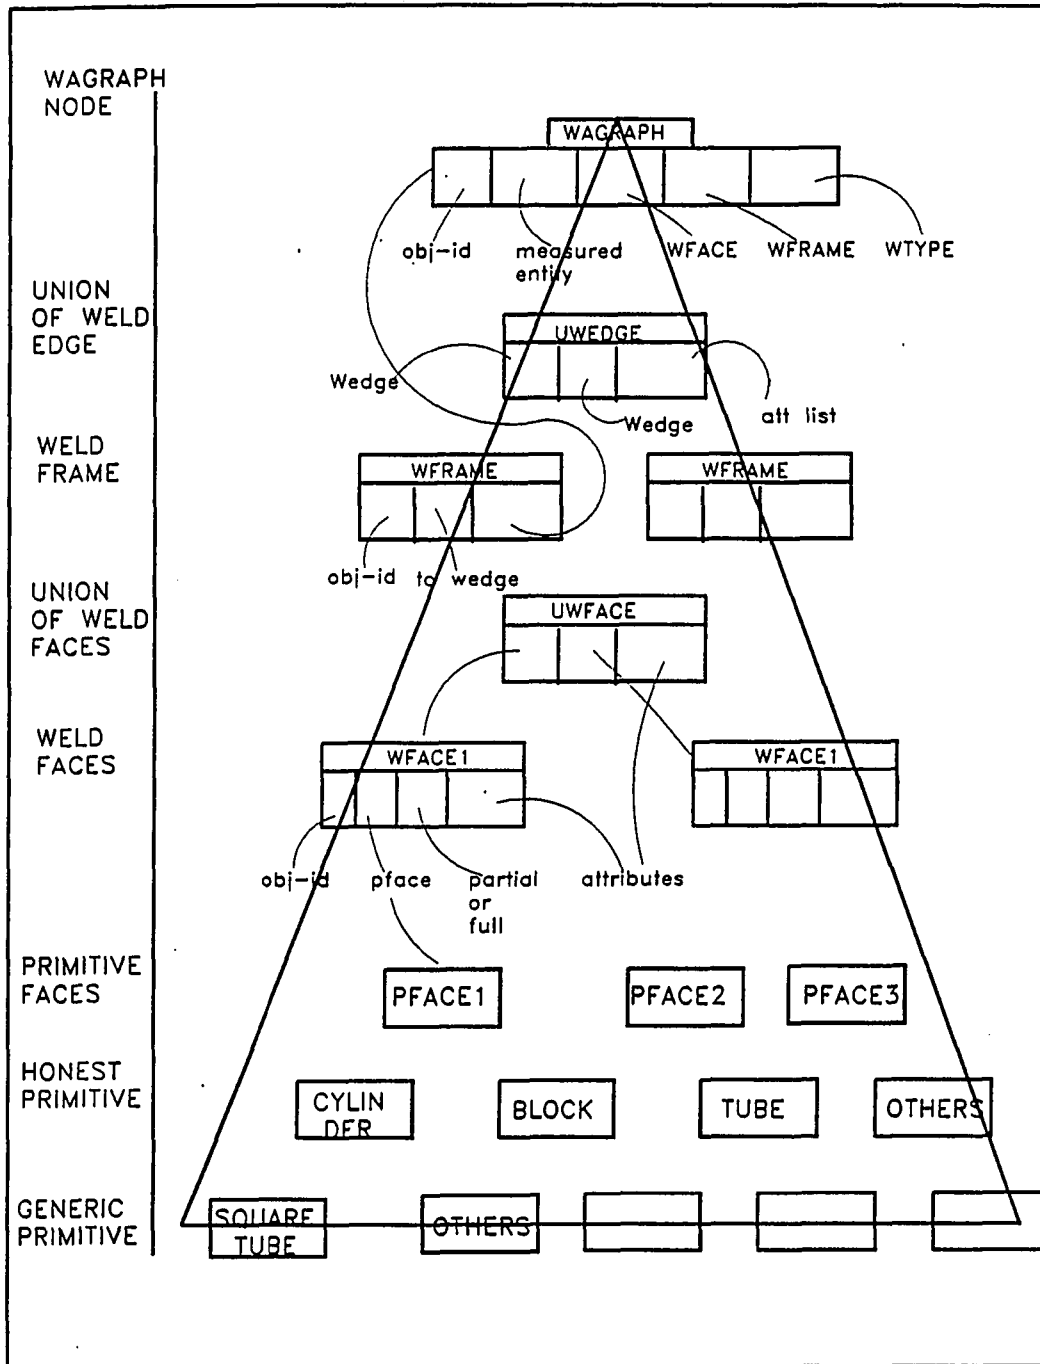 WAGRAPH
NODE
WAGRAPH
obj-id
measured
entity
WFACE
WFRAME
WTYPE
UNION
OF WELD
EDGE
UWEDGE
Wedge
Wedge
att list
WELD
FRAME
WFRAME
WFRAME
obj-id
to wedge
UNION
OF WELD
FACES
UWFACE
WELD
FACES
WFACE1
WFACE1
obj-id
pface
partial
or
full
attributes
PRIMITIVE
FACES
PFACE1
PFACE2
PFACE3
HONEST
PRIMITIVE
CYLIN
DER
BLOCK
TUBE
OTHERS
GENERIC
PRIMITIVE
SQUARE
TUBE
OTHERS